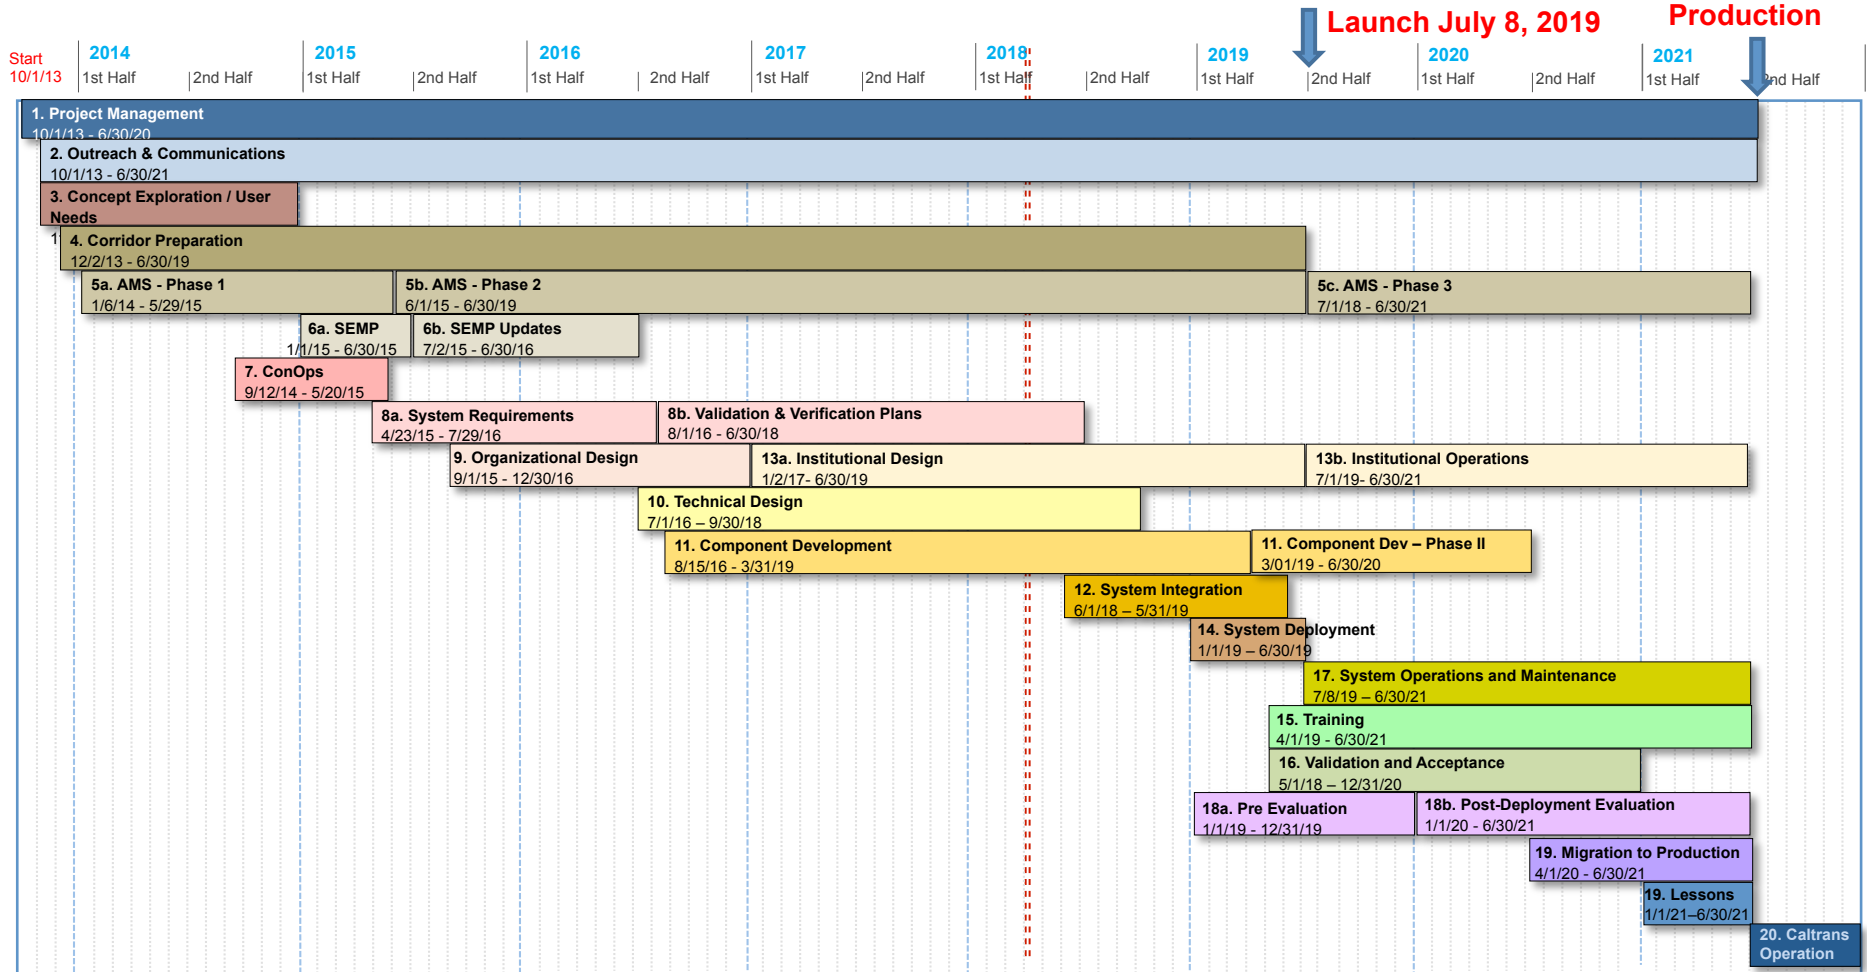 Launch July 8, 2019
Production
Start
10/1/13
2014
2015
2016
2017
2018
2019
2020
2021
1st Half
2nd Half
1st Half
2nd Half
1st Half
2nd Half
1st Half
2nd Half
1st Half
2nd Half
1st Half
2nd Half
1st Half
2nd Half
1st Half
2nd Half
1. Project Management
10/1/13 - 6/30/20
2. Outreach & Communications
10/1/13 - 6/30/21
3. Concept Exploration / User
Needs
4. Corridor Preparation
12/2/13 - 6/30/19
5a. AMS - Phase 1
1/6/14 - 5/29/15
5b. AMS - Phase 2
6/1/15 - 6/30/19
5c. AMS - Phase 3
7/1/18 - 6/30/21
6a. SEMP
1/1/15 - 6/30/15
6b. SEMP Updates
7/2/15 - 6/30/16
7. ConOps
9/12/14 - 5/20/15
8a. System Requirements
4/23/15 - 7/29/16
8b. Validation & Verification Plans
8/1/16 - 6/30/18
9. Organizational Design
9/1/15 - 12/30/16
13a. Institutional Design
1/2/17- 6/30/19
13b. Institutional Operations
7/1/19- 6/30/21
10. Technical Design
7/1/16 – 9/30/18
11. Component Development
8/15/16 - 3/31/19
11. Component Dev – Phase II
3/01/19 - 6/30/20
12. System Integration
6/1/18 – 5/31/19
14. System Deployment
1/1/19 – 6/30/19
17. System Operations and Maintenance
7/8/19 – 6/30/21
15. Training
4/1/19 - 6/30/21
16. Validation and Acceptance
5/1/18 – 12/31/20
18a. Pre Evaluation
1/1/19 - 12/31/19
18b. Post-Deployment Evaluation
1/1/20 - 6/30/21
19. Migration to Production
4/1/20 - 6/30/21
19. Lessons
1/1/21–6/30/21
20. Caltrans
Operation